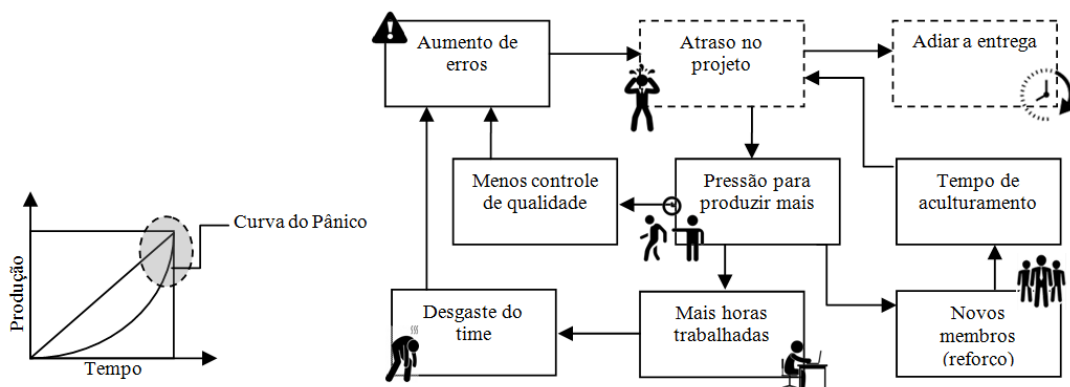 Aumento de
erros
Atraso no
projeto
Adiar a entrega
Menos controle
de qualidade
Pressão para
produzir mais
Tempo de
aculturamento
Curva do Pânico
Produção
Tempo
Desgaste do
time
Mais horas
trabalhadas
Novos
membros
(reforco)